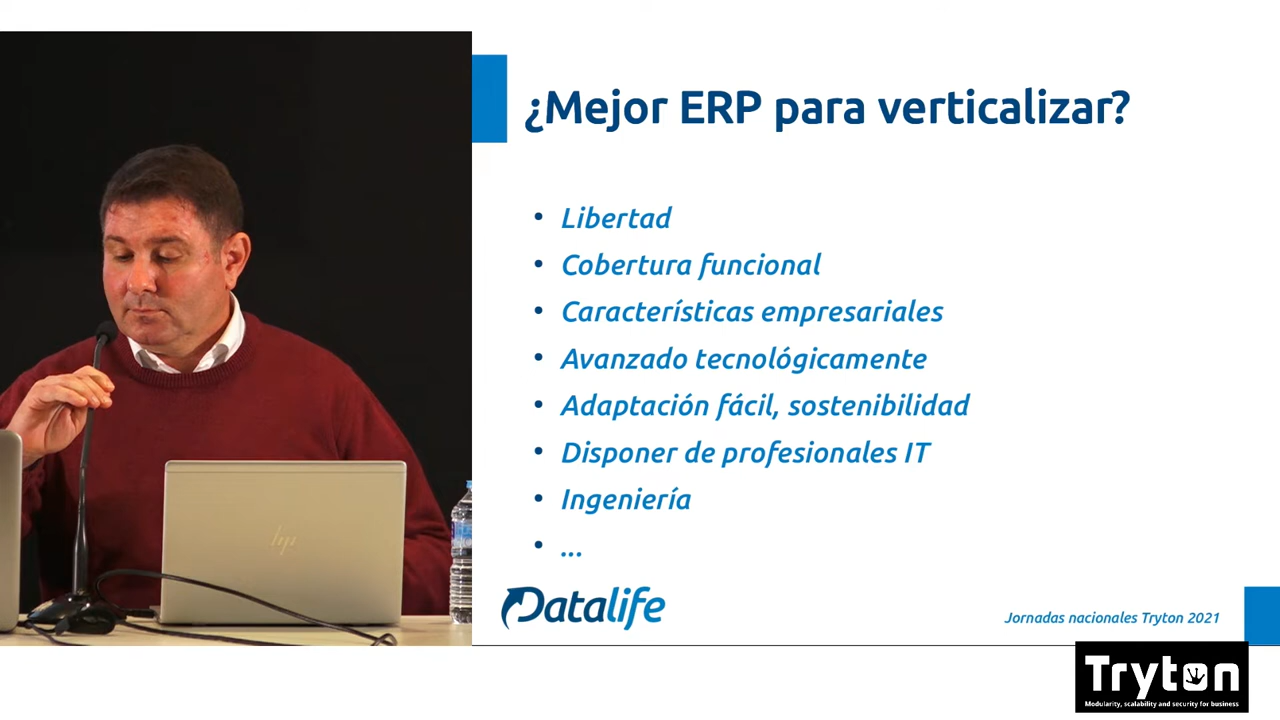 ¿Mejor ERP para verticalizar?
• Libertad
• Cobertura funcional
• Características empresariales
• Avanzado tecnológicamente
• Adaptación fácil, sostenibilidad
• Disponer de profesionales IT
• Ingeniería
• ...
hp
Datalife
Jornadas nacionales Tryton 2021
Tryton
Modularity, scalability and security for business